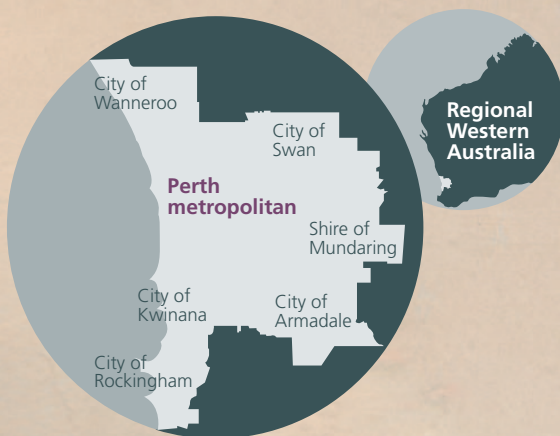 City of
Wanneroo
City of
Swan
Perth
metropolitan
Shire of
Mundaring
City of
Kwinana
City of
Armadale
City of
Rockingham
Regional
Western
Australia